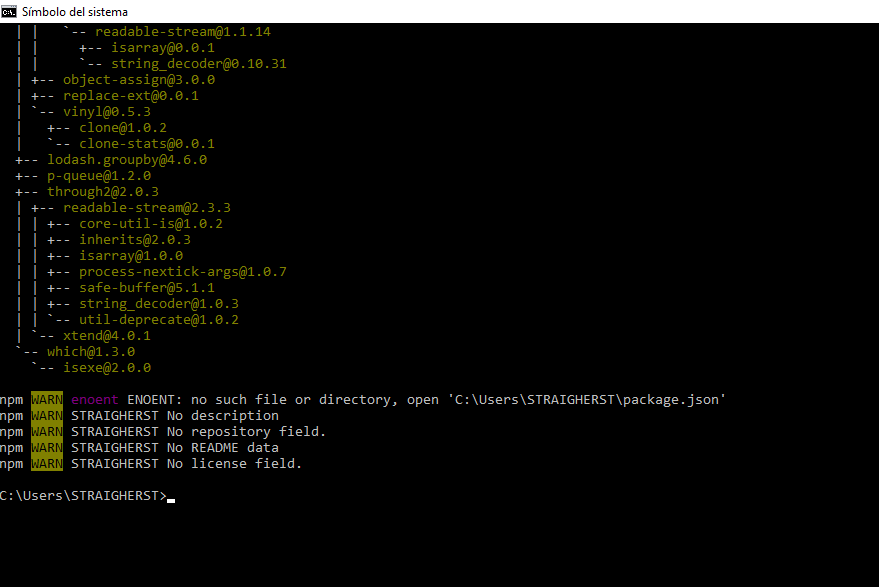 Símbolo del sistema
| |   `-- readable-stream@1.1.14
| |     +-- isarray@0.0.1
| |     `-- string_decoder@0.10.31
| +-- object-assign@3.0.0
| +-- replace-ext@0.0.1
| `-- vinyl@0.5.3
|   +-- clone@1.0.2
|   `-- clone-stats@0.0.1
+-- lodash.groupby@4.6.0
+-- p-queue@1.2.0
+-- through2@2.0.3
| +-- readable-stream@2.3.3
| | +-- core-util-is@1.0.2
| | +-- inherits@2.0.3
| | +-- isarray@1.0.0
| | +-- process-nextick-args@1.0.7
| | +-- safe-buffer@5.1.1
| | +-- string_decoder@1.0.3
| | `-- util-deprecate@1.0.2
| `-- xtend@4.0.1
`-- which@1.3.0
  `-- isexe@2.0.0
npm WARN enoent ENOENT: no such file or directory, open 'C:\Users\STRAIGHERST\package.json'
npm WARN STRAIGHERST No description
npm WARN STRAIGHERST No repository field.
npm WARN STRAIGHERST No README data
npm WARN STRAIGHERST No license field.
C:\Users\STRAIGHERST>